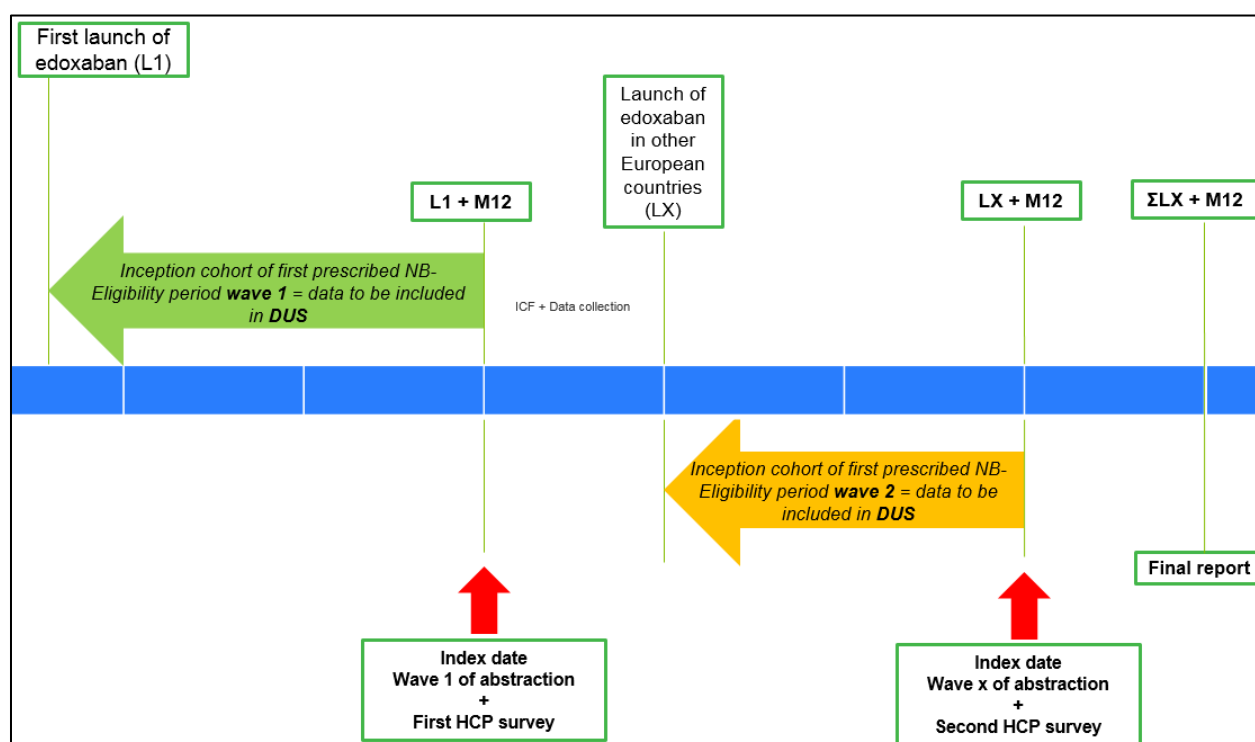 First launch of
edoxaban (L1)
Launch of
edoxaban
in other
European
countries
(LX)
L1 + M12
LX + M12
ΣLX + M12
Inception cohort of first prescribed NB-
Eligibility period wave 1 = data to be included
in DUS
ICF + Data collection
Inception cohort of first prescribed NB-
Eligibility period wave 2 = data to be
included in DUS
Final report
Index date
Wave 1 of abstraction
+
First HCP survey
Index date
Wave x of abstraction
+
Second HCP survey